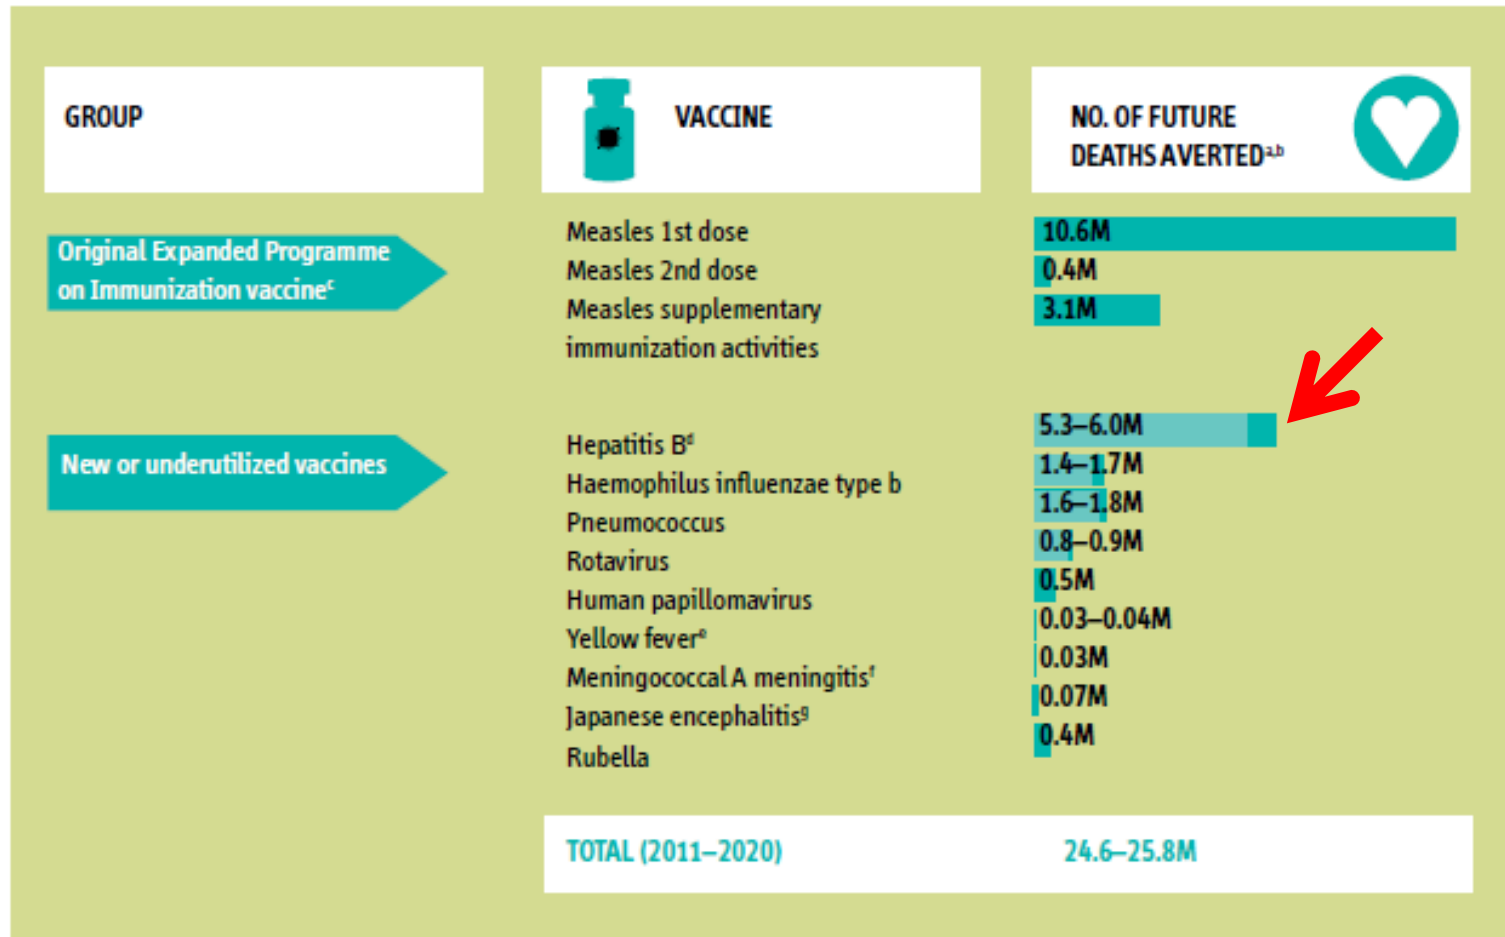 GROUP
VACCINE
NO. OF FUTURE
DEATHS AVERTEDᵃ,ᵇ
Original Expanded Programme
on Immunization vaccineᶜ
Measles 1st dose
10.6M
Measles 2nd dose
0.4M
Measles supplementary
immunization activities
3.1M
New or underutilized vaccines
Hepatitis Bᵈ
5.3–6.0M
Haemophilus influenzae type b
1.4–1.7M
Pneumococcus
1.6–1.8M
Rotavirus
0.8–0.9M
Human papillomavirus
0.5M
Yellow feverᵉ
0.03–0.04M
Meningococcal A meningitisᶠ
0.03M
Japanese encephalitisᵍ
0.07M
Rubella
0.4M
TOTAL (2011–2020)
24.6–25.8M